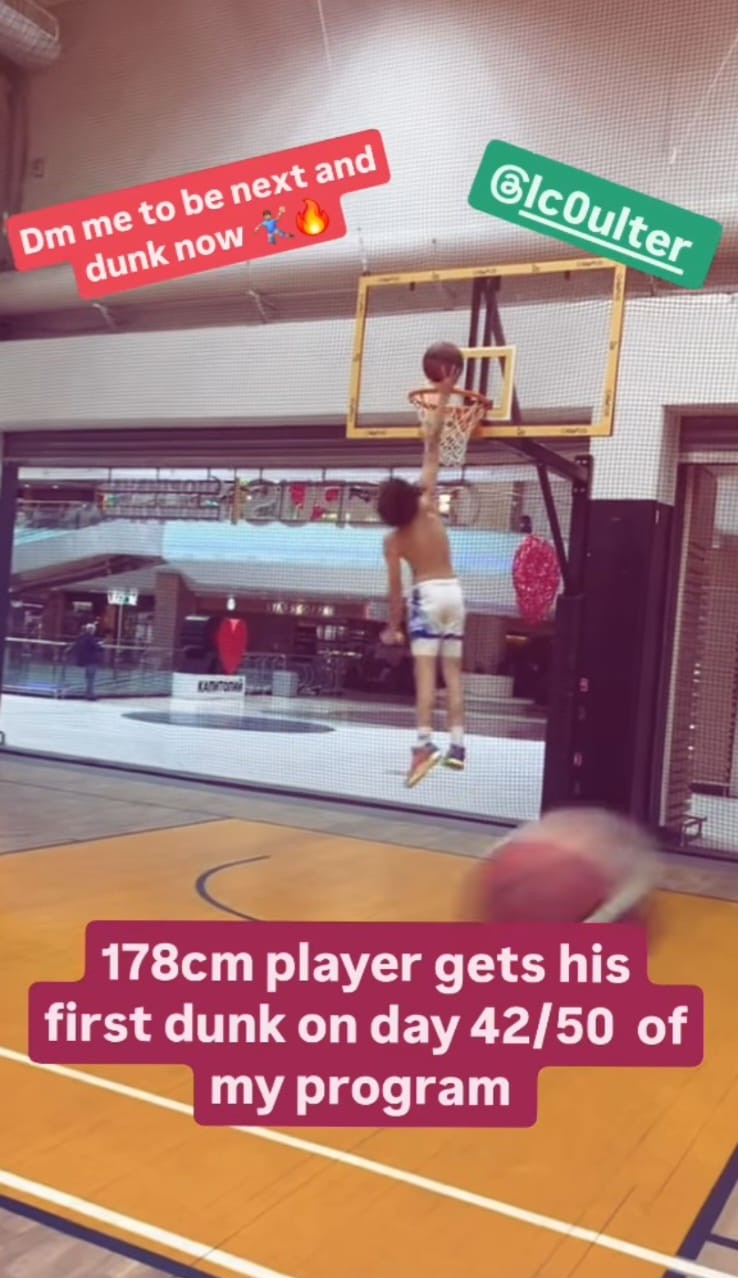 Dm me to be next and
dunk now 🤾🔥
@lc0ulter
КАПИТОЛИЙ
178cm player gets his
first dunk on day 42/50 of
my program